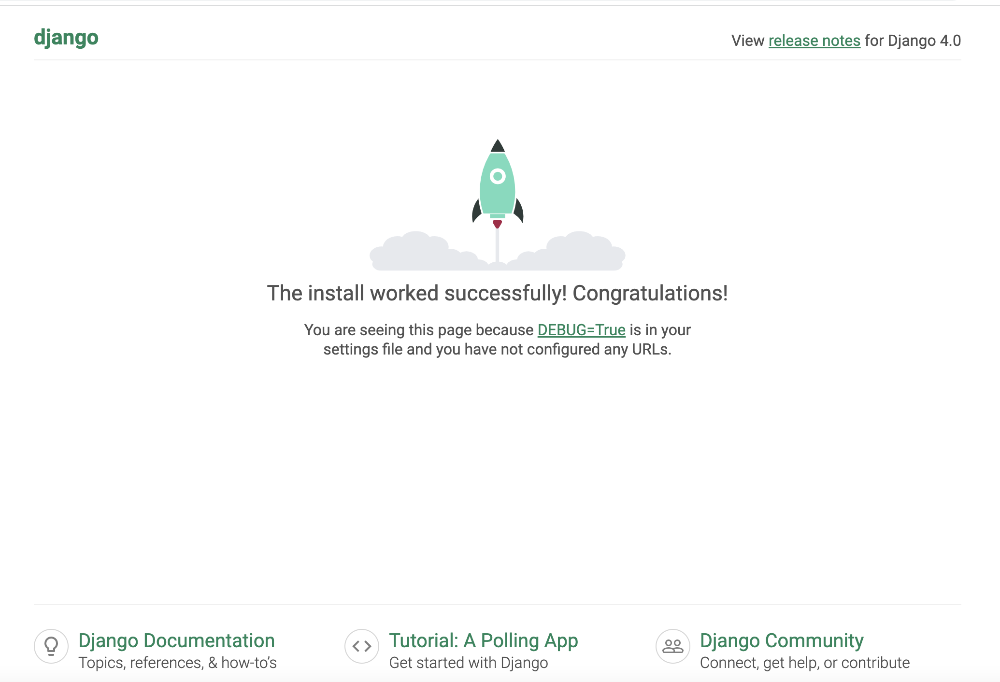 django
View release notes for Django 4.0
The install worked successfully! Congratulations!
You are seeing this page because DEBUG=True is in your
settings file and you have not configured any URLs.
Django Documentation
Topics, references, & how-to’s
Tutorial: A Polling App
Get started with Django
Django Community
Connect, get help, or contribute